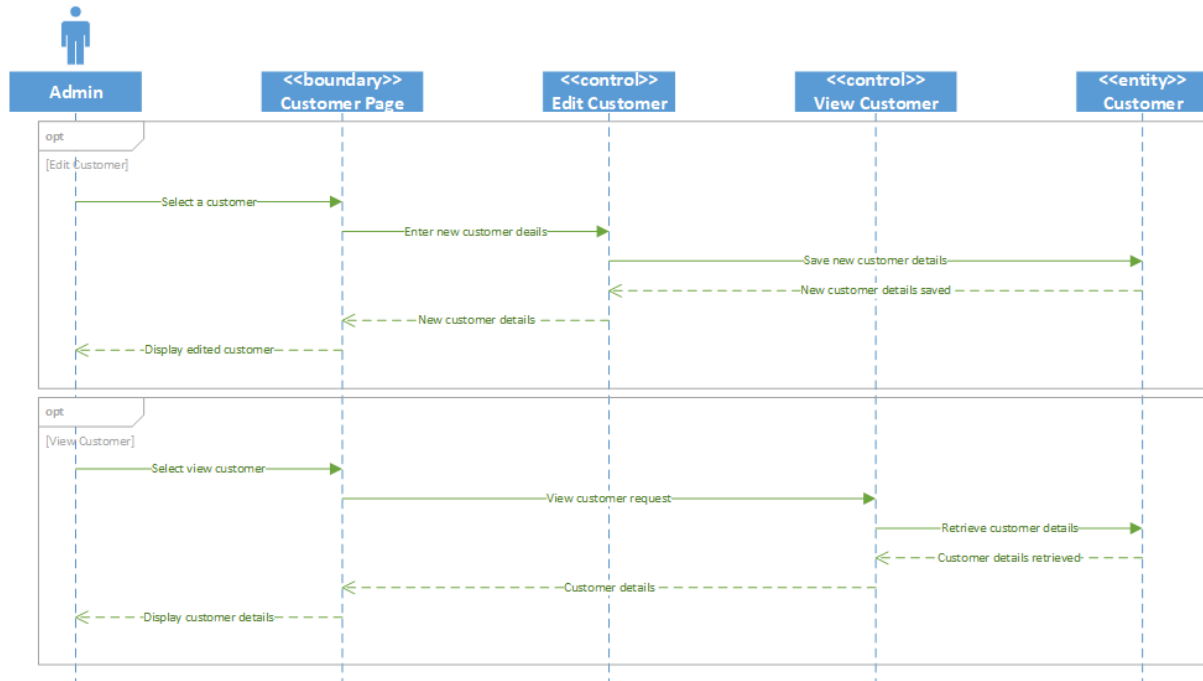 Admin
<<boundary>>
Customer Page
<<control>>
Edit Customer
<<control>>
View Customer
<<entity>>
Customer
opt
[Edit Customer]
Select a customer
Enter new customer deails
Save new customer details
New customer details saved
New customer details
Display edited customer
opt
[View Customer]
Select view customer
View customer request
Retrieve customer details
Customer details retrieved
Customer details
Display customer details